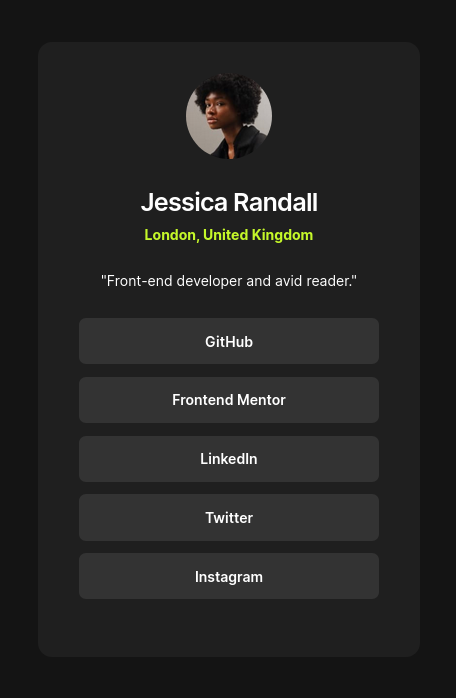 Jessica Randall
London, United Kingdom
"Front-end developer and avid reader."
GitHub
Frontend Mentor
LinkedIn
Twitter
Instagram